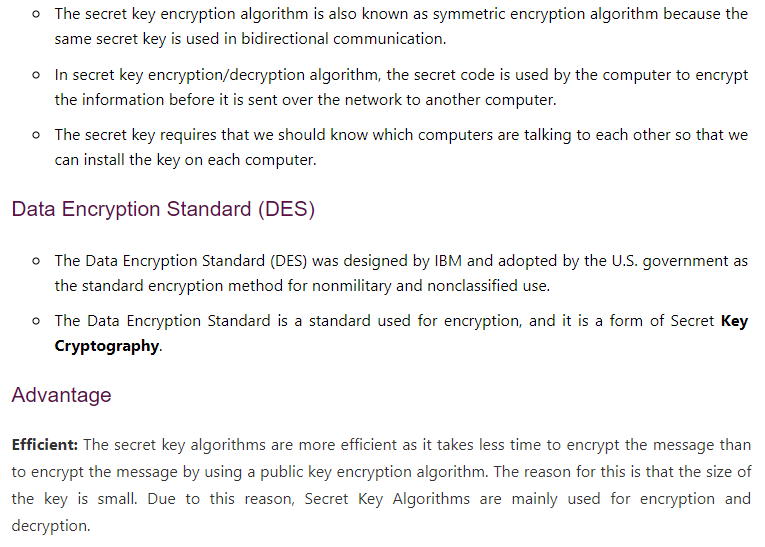 The secret key encryption algorithm is also known as symmetric encryption algorithm because the
same secret key is used in bidirectional communication.
In secret key encryption/decryption algorithm, the secret code is used by the computer to encrypt
the information before it is sent over the network to another computer.
The secret key requires that we should know which computers are talking to each other so that we
can install the key on each computer.
Data Encryption Standard (DES)
The Data Encryption Standard (DES) was designed by IBM and adopted by the U.S. government as
the standard encryption method for nonmilitary and nonclassified use.
The Data Encryption Standard is a standard used for encryption, and it is a form of Secret Key
Cryptography.
Advantage
Efficient: The secret key algorithms are more efficient as it takes less time to encrypt the message than
to encrypt the message by using a public key encryption algorithm. The reason for this is that the size of
the key is small. Due to this reason, Secret Key Algorithms are mainly used for encryption and
decryption.